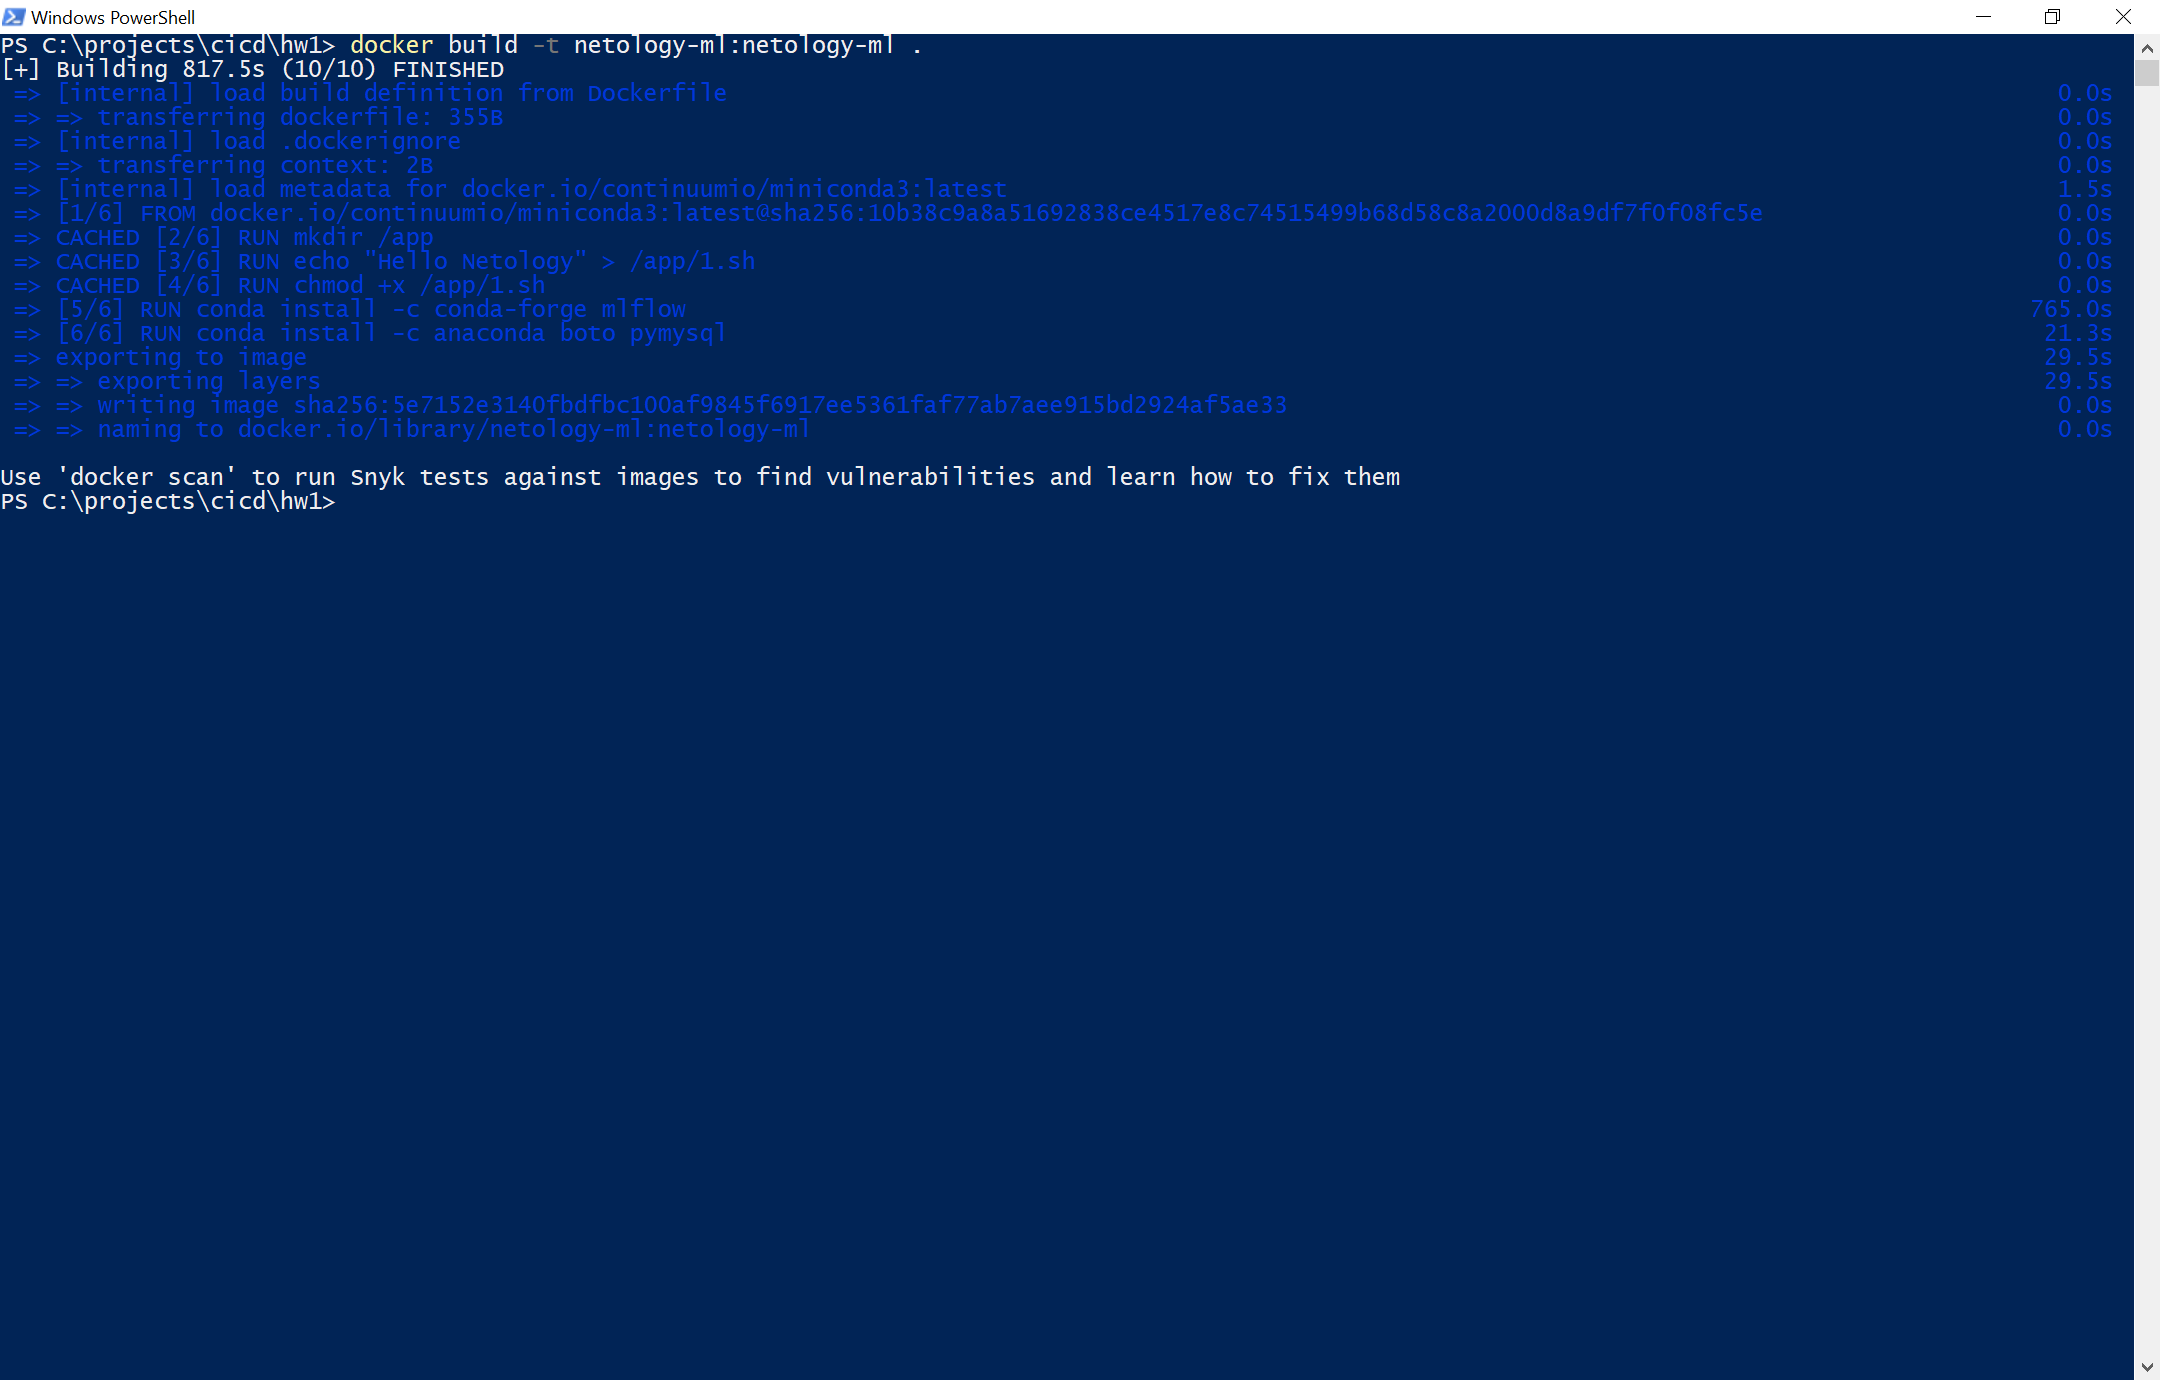 Windows PowerShell
PS C:\projects\cicd\hw1> docker build -t netology-ml:netology-ml .
[+] Building 817.5s (10/10) FINISHED
=> [internal] load build definition from Dockerfile 0.0s
=> => transferring dockerfile: 355B 0.0s
=> [internal] load .dockerignore 0.0s
=> => transferring context: 2B 0.0s
=> [internal] load metadata for docker.io/continuumio/miniconda3:latest 1.5s
=> [1/6] FROM docker.io/continuumio/miniconda3:latest@sha256:10b38c9a8a51692838ce4517e8c74515499b68d58c8a2000d8a9df7f0f08fc5e 0.0s
=> CACHED [2/6] RUN mkdir /app 0.0s
=> CACHED [3/6] RUN echo "Hello Netology" > /app/1.sh 0.0s
=> CACHED [4/6] RUN chmod +x /app/1.sh 0.0s
=> [5/6] RUN conda install -c conda-forge mlflow 765.0s
=> [6/6] RUN conda install -c anaconda boto pymysql 21.3s
=> exporting to image 29.5s
=> => exporting layers 29.5s
=> => writing image sha256:5e7152e3140fbdfbc100af9845f6917ee5361faf77ab7aee915bd2924af5ae33 0.0s
=> => naming to docker.io/library/netology-ml:netology-ml 0.0s
Use 'docker scan' to run Snyk tests against images to find vulnerabilities and learn how to fix them
PS C:\projects\cicd\hw1>